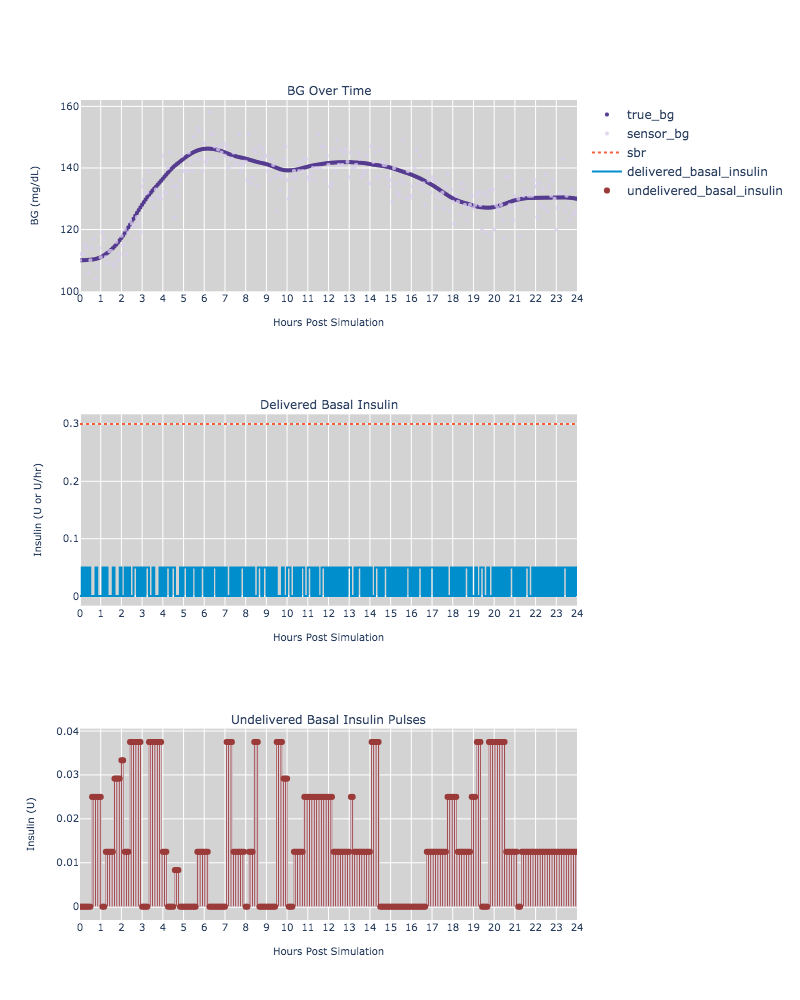 BG Over Time
160
140
120
100
BG (mg/dL)
0 1 2 3 4 5 6 7 8 9 10 11 12 13 14 15 16 17 18 19 20 21 22 23 24
Hours Post Simulation
true_bg
sensor_bg
sbr
delivered_basal_insulin
undelivered_basal_insulin
Delivered Basal Insulin
0.3
0.2
0.1
0
Insulin (U or U/hr)
0 1 2 3 4 5 6 7 8 9 10 11 12 13 14 15 16 17 18 19 20 21 22 23 24
Hours Post Simulation
Undelivered Basal Insulin Pulses
0.04
0.03
0.02
0.01
0
Insulin (U)
0 1 2 3 4 5 6 7 8 9 10 11 12 13 14 15 16 17 18 19 20 21 22 23 24
Hours Post Simulation